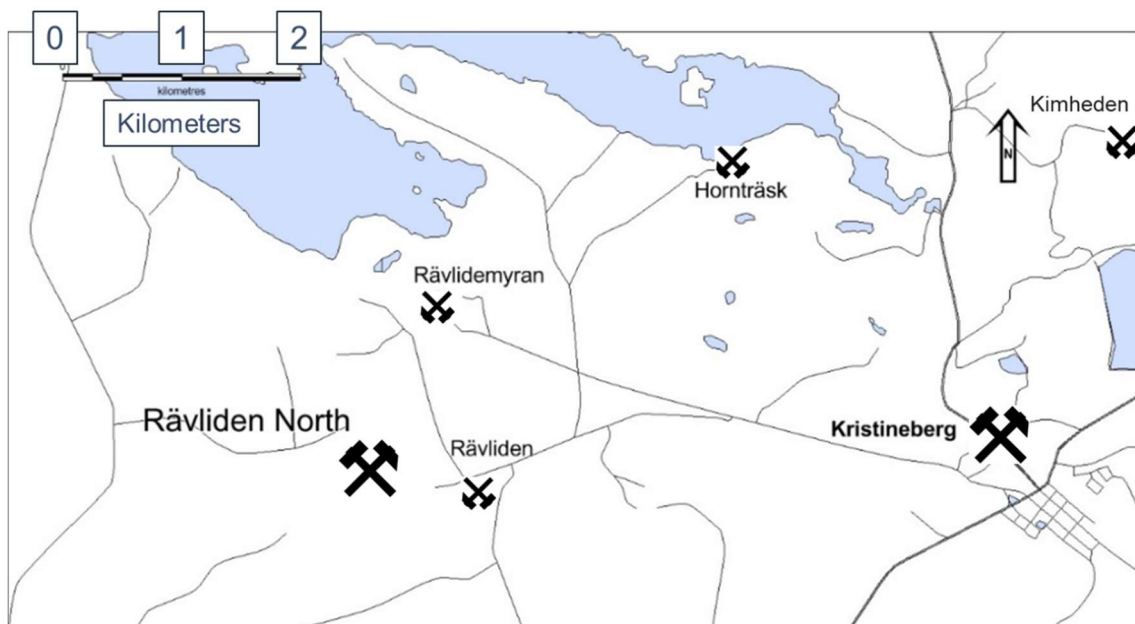 0 1 2
kilometres
Kilometers
Kimheden
N
Hornträsk
Rävlidemyran
Rävliden North
Kristineberg
Rävliden